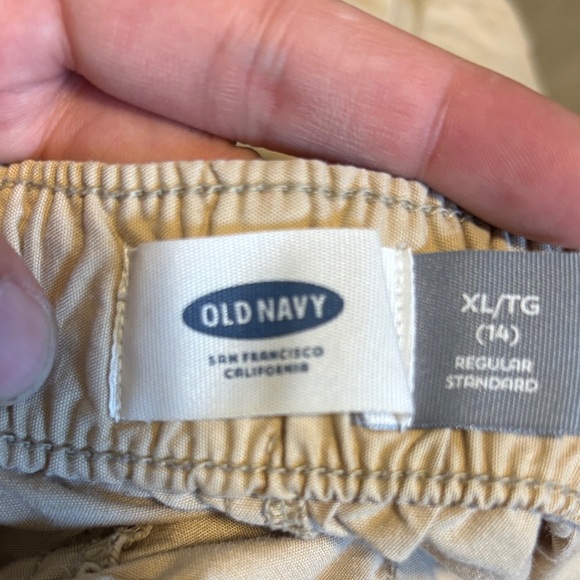 OLD NAVY
SAN FRANCISCO
CALIFORNIA
XL/TG
(14)
REGULAR
STANDARD